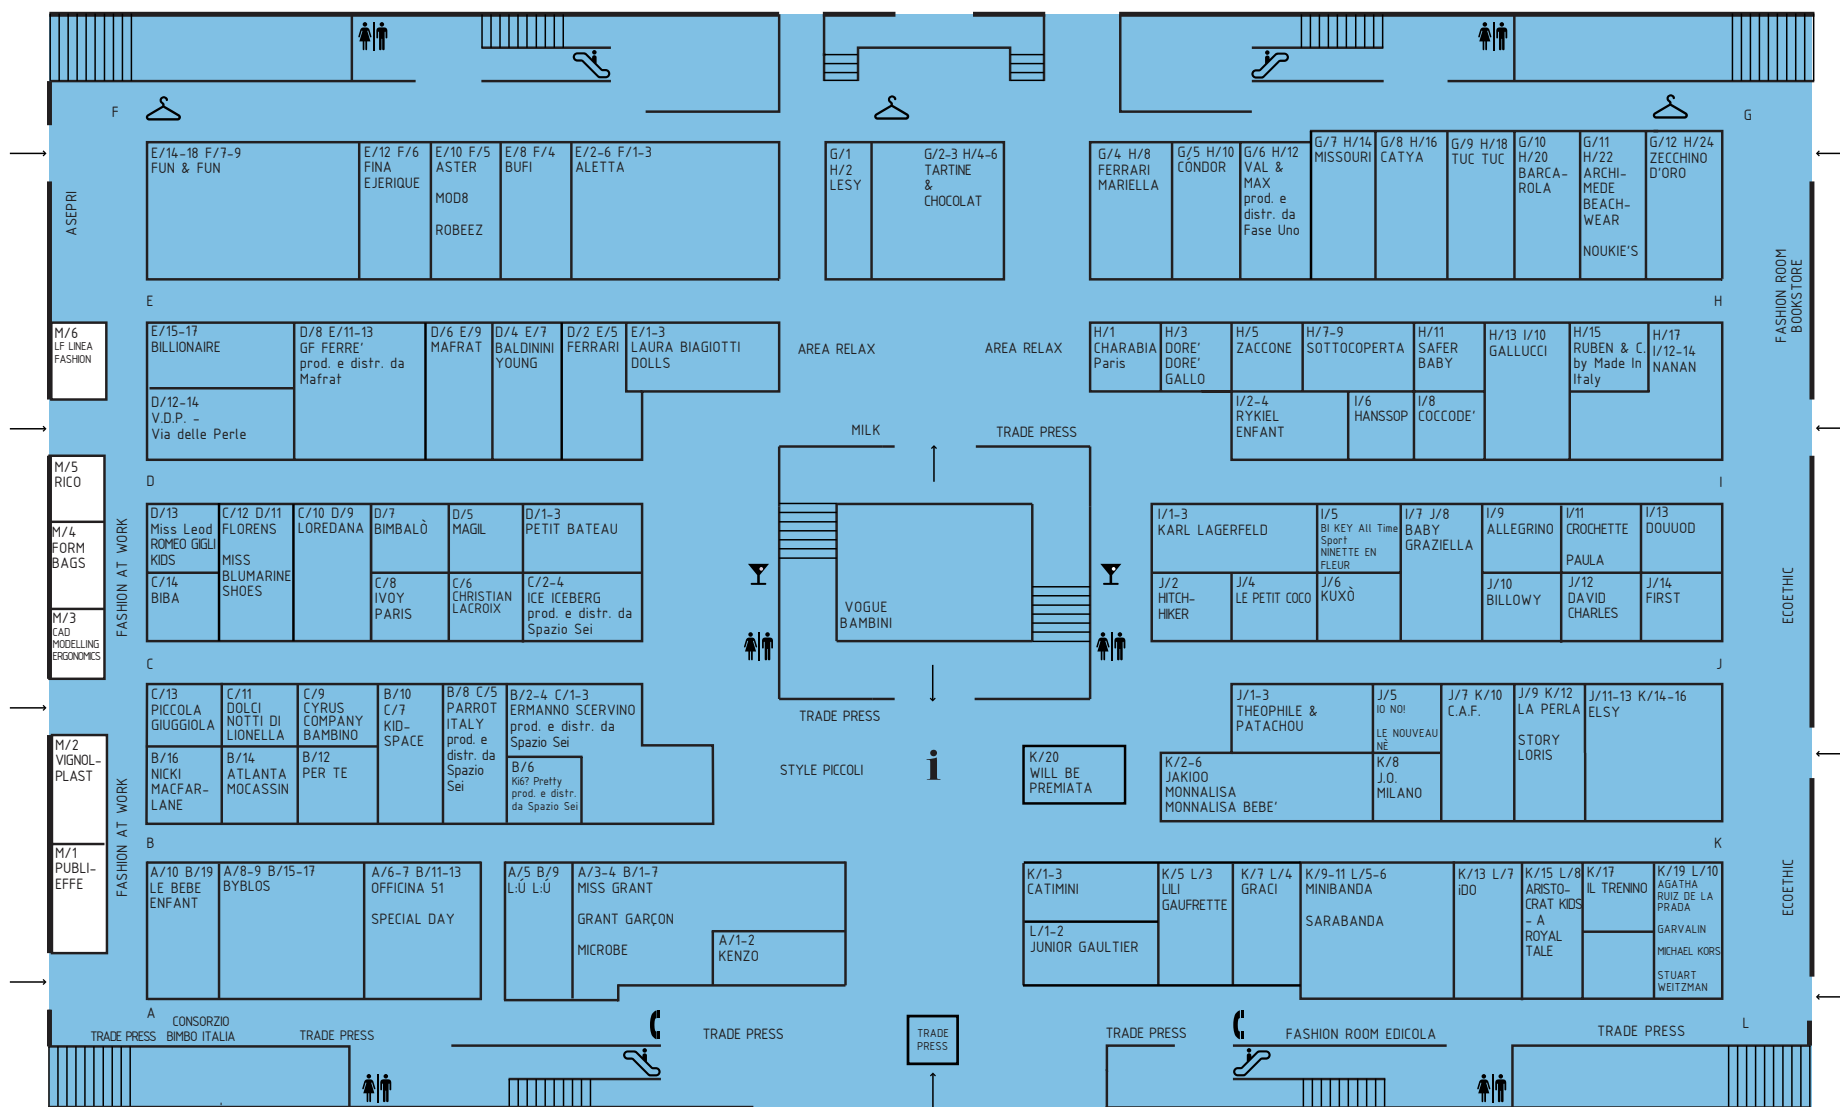 F
G
E/14-18 F/7-9
FUN & FUN
E/12 F/6
FINA
EJERIQUE
E/10 F/5
ASTER
MOD8
ROBEEZ
E/8 F/4
BUFI
E/2-6 F/1-3
ALETTA
G/1
H/2
LESY
G/2-3 H/4-6
TARTINE
&
CHOCOLAT
G/4 H/8
FERRARI
MARIELLA
G/5 H/10
CÓNDOR
G/6 H/12
VAL &
MAX
prod. e
distr. da
Fase Uno
G/7 H/14
MISSOURI
G/8 H/16
CATYA
G/9 H/18
TUC TUC
G/10
H/20
BARCA-
ROLA
G/11
H/22
ARCHI-
MEDE
BEACH-
WEAR
NOUKIE'S
G/12 H/24
ZECCHINO
D'ORO
ASEPRI
FASHION ROOM
BOOKSTORE
E
H
M/6
LF LINEA
FASHION
E/15-17
BILLIONAIRE
D/12-14
V.D.P. -
Via delle Perle
D/8 E/11-13
GF FERRE'
prod. e distr. da
Mafrat
D/6 E/9
MAFRAT
D/4 E/7
BALDININI
YOUNG
D/2 E/5
FERRARI
E/1-3
LAURA BIAGIOTTI
DOLLS
AREA RELAX
AREA RELAX
H/1
CHARABIA
Paris
H/3
DORE'
DORE'
GALLO
H/5
ZACCONE
H/7-9
SOTTOCOPERTA
H/11
SAFER
BABY
H/13 I/10
GALLUCCI
H/15
RUBEN & C.
by Made In
Italy
H/17
I/12-14
NANAN
I/2-4
RYKIEL
ENFANT
I/6
HANSSOP
I/8
COCCODE'
MILK
TRADE PRESS
D
I
M/5
RICO
M/4
FORM
BAGS
M/3
CAD
MODELLING
ERGONOMICS
FASHION AT WORK
D/13
Miss Leod
ROMEO GIGLI
KIDS
C/14
BIBA
C/12 D/11
FLORENS
MISS
BLUMARINE
SHOES
C/10 D/9
LOREDANA
D/7
BIMBALÒ
C/8
IVOY
PARIS
D/5
MAGIL
C/6
CHRISTIAN
LACROIX
D/1-3
PETIT BATEAU
C/2-4
ICE ICEBERG
prod. e distr. da
Spazio Sei
VOGUE
BAMBINI
I/1-3
KARL LAGERFELD
I/5
BI KEY All Time
Sport
NINETTE EN
FLEUR
I/7 J/8
BABY
GRAZIELLA
I/9
ALLEGRINO
I/11
CROCHETTE
PAULA
I/13
DOUUOD
J/2
HITCH-
HIKER
J/4
LE PETIT COCO
J/6
KUXÒ
J/10
BILLOWY
J/12
DAVID
CHARLES
J/14
FIRST
ECOETHIC
C
J
C/13
PICCOLA
GIUGGIOLA
C/11
DOLCI
NOTTI DI
LIONELLA
C/9
CYRUS
COMPANY
BAMBINO
B/10
C/7
KID-
SPACE
B/8 C/5
PARROT
ITALY
prod. e
distr. da
Spazio
Sei
B/2-4 C/1-3
ERMANNO SCERVINO
prod. e distr. da
Spazio Sei
B/6
Ki6? Pretty
prod. e distr.
da Spazio Sei
B/16
NICKI
MACFAR-
LANE
B/14
ATLANTA
MOCASSIN
B/12
PER TE
TRADE PRESS
STYLE PICCOLI
i
K/20
WILL BE
PREMIATA
J/1-3
THEOPHILE &
PATACHOU
J/5
IO NO!
LE NOUVEAU
NÈ
J/7 K/10
C.A.F.
J/9 K/12
LA PERLA
STORY
LORIS
J/11-13 K/14-16
ELSY
K/2-6
JAKIOO
MONNALISA
MONNALISA BEBE'
K/8
J.O.
MILANO
M/2
VIGNOL-
PLAST
M/1
PUBLI-
EFFE
FASHION AT WORK
B
K
A/10 B/19
LE BEBE
ENFANT
A/8-9 B/15-17
BYBLOS
A/6-7 B/11-13
OFFICINA 51
SPECIAL DAY
A/5 B/9
L:Ú L:Ú
A/3-4 B/1-7
MISS GRANT
GRANT GARÇON
MICROBE
A/1-2
KENZO
K/1-3
CATIMINI
L/1-2
JUNIOR GAULTIER
K/5 L/3
LILI
GAUFRETTE
K/7 L/4
GRACI
K/9-11 L/5-6
MINIBANDA
SARABANDA
K/13 L/7
iDO
K/15 L/8
ARISTO-
CRAT KIDS
- A
ROYAL
TALE
K/17
IL TRENINO
K/19 L/10
AGATHA
RUIZ DE LA
PRADA
GARVALIN
MICHAEL KORS
STUART
WEITZMAN
ECOETHIC
A
L
TRADE PRESS
CONSORZIO
BIMBO ITALIA
TRADE PRESS
TRADE PRESS
TRADE
PRESS
TRADE PRESS
FASHION ROOM EDICOLA
TRADE PRESS